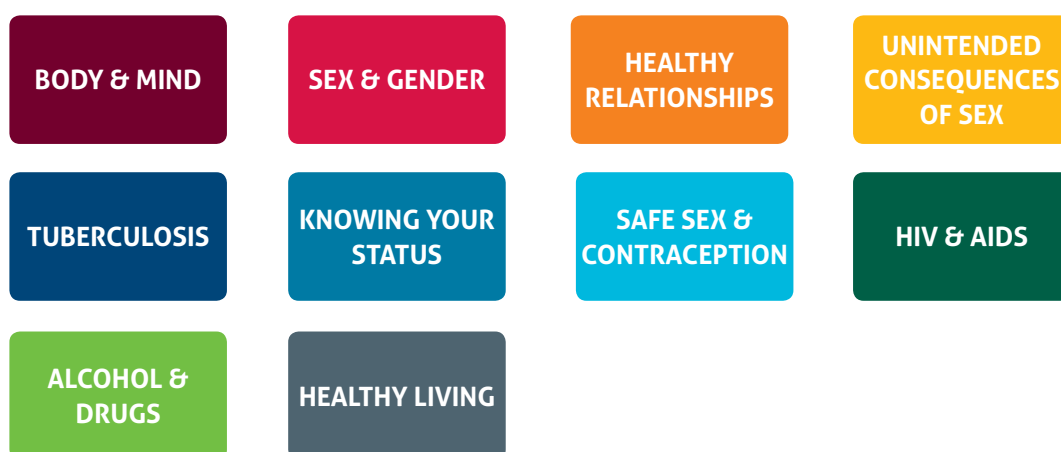 BODY & MIND
SEX & GENDER
HEALTHY
RELATIONSHIPS
UNINTENDED
CONSEQUENCES
OF SEX
TUBERCULOSIS
KNOWING YOUR
STATUS
SAFE SEX &
CONTRACEPTION
HIV & AIDS
ALCOHOL &
DRUGS
HEALTHY LIVING